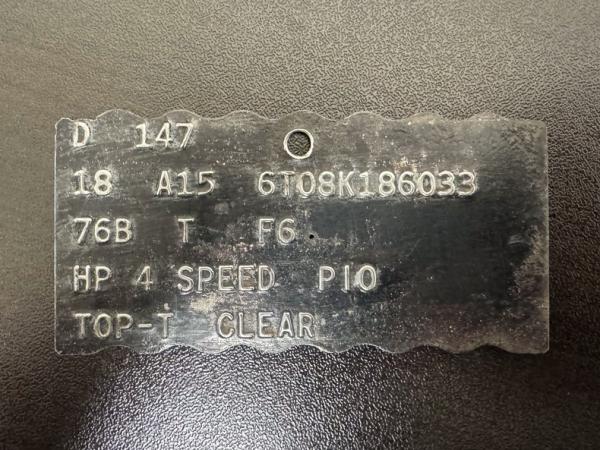 D 147
18 A15 6T08K186033
76B T F6
HP 4 SPEED PIO
TOP-T CLEAR